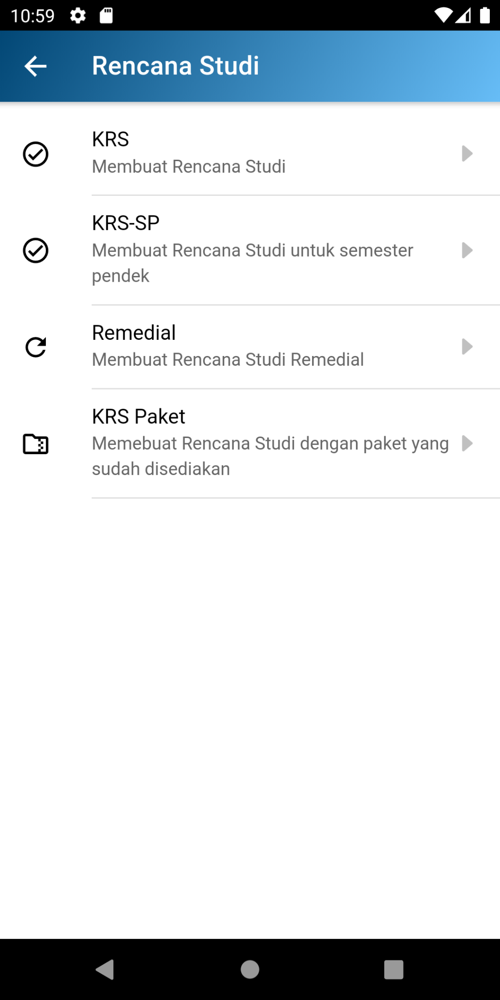 10:59
Rencana Studi
KRS
Membuat Rencana Studi
KRS-SP
Membuat Rencana Studi untuk semester
pendek
Remedial
Membuat Rencana Studi Remedial
KRS Paket
Memebuat Rencana Studi dengan paket yang
sudah disediakan